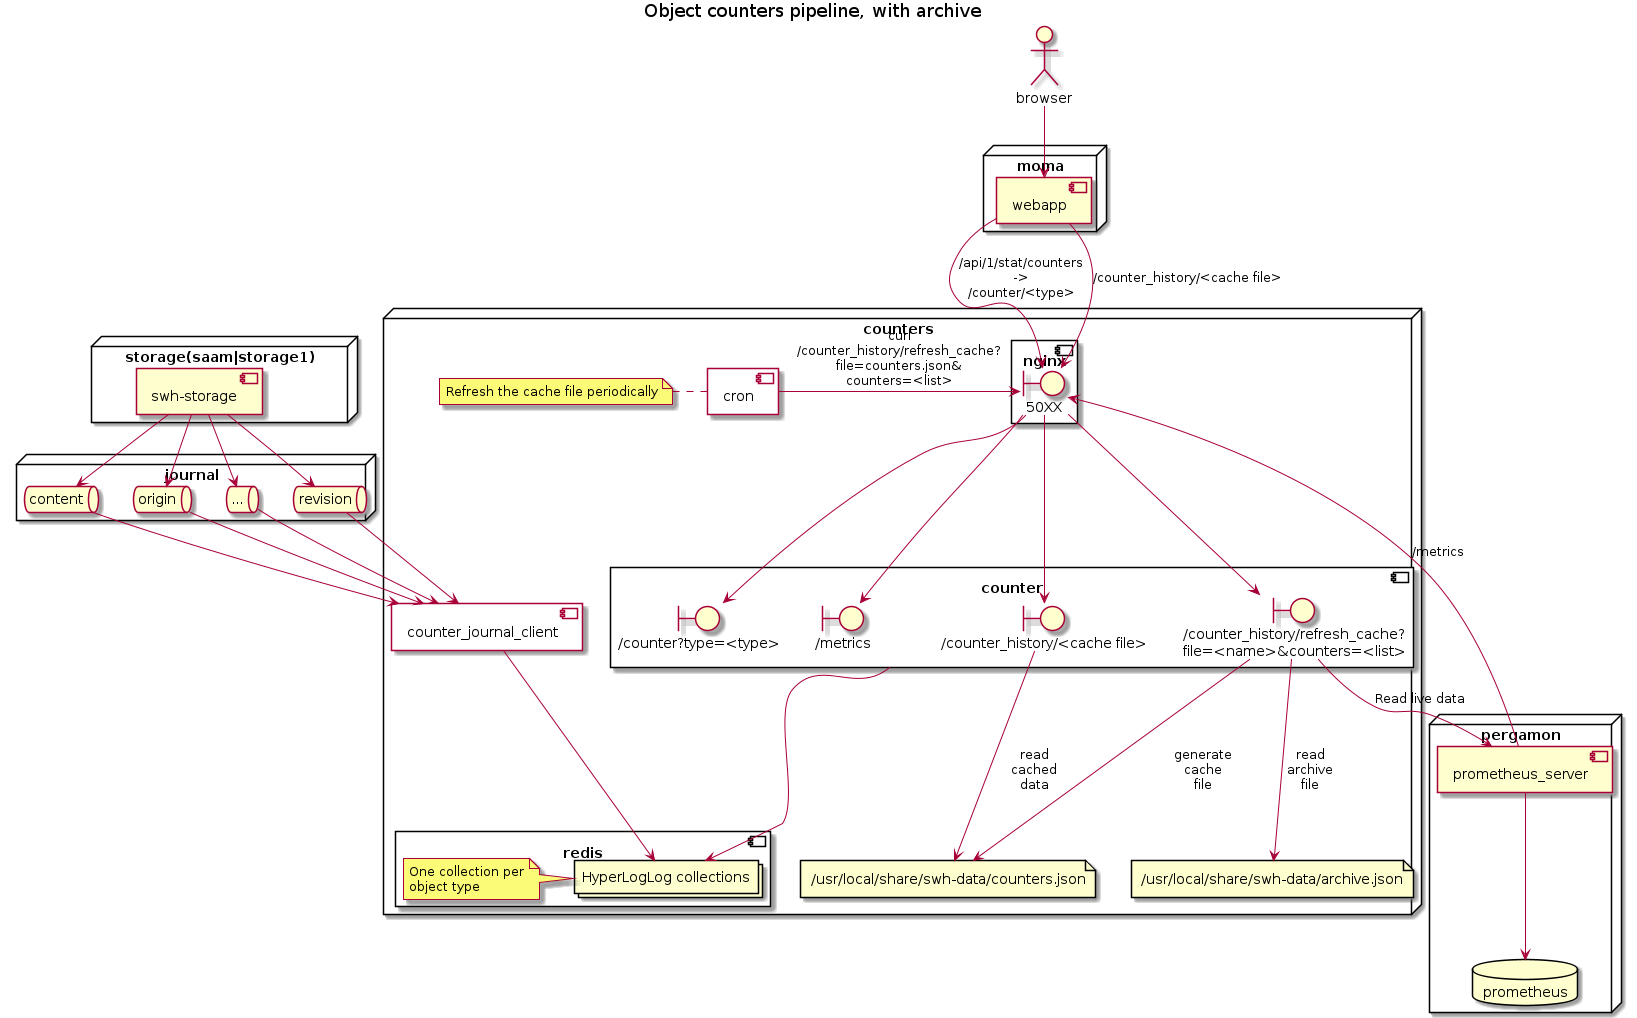 Object counters pipeline, with archive
browser
moma
webapp
/api/1/stat/counters
->
/counter/<type>
/counter_history/<cache file>
counters
curl
/counter_history/refresh_cache?
file=counters.json&
counters=<list>
nginx
50XX
Refresh the cache file periodically
cron
storage(saam|storage1)
swh-storage
journal
content
origin
...
revision
/metrics
counter
counter_journal_client
/counter?type=<type>
/metrics
/counter_history/<cache file>
/counter_history/refresh_cache?
file=<name>&counters=<list>
Read live data
pergamon
prometheus_server
read
cached
data
generate
cache
file
read
archive
file
redis
One collection per
object type
HyperLogLog collections
/usr/local/share/swh-data/counters.json
/usr/local/share/swh-data/archive.json
prometheus